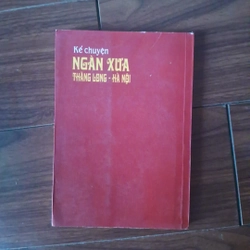 Kể chuyện
NGÀN XƯA
THĂNG LONG - HÀ NỘI